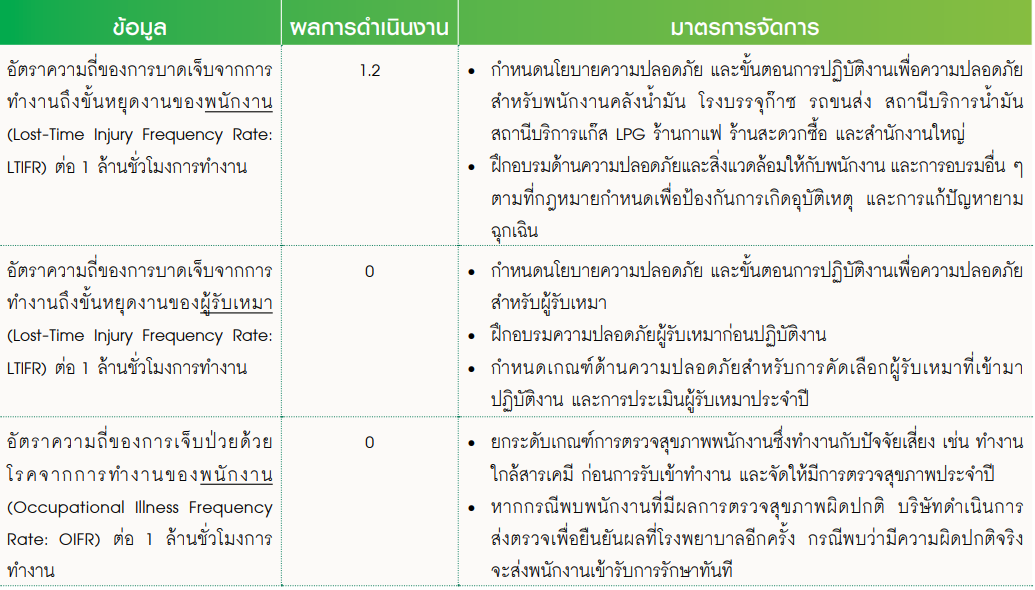 ข้อมูล ผลการดำเนินงาน มาตรการจัดการ
อัตราความถี่ของการบาดเจ็บจากการ
ทำงานถึงขั้นหยุดงานของพนักงาน
(Lost-Time Injury Frequency Rate:
LTIFR) ต่อ 1 ล้านชั่วโมงการทำงาน
1.2
• กำหนดนโยบายความปลอดภัย และขั้นตอนการปฏิบัติงานเพื่อความปลอดภัย
สำหรับพนักงานคลังน้ำมัน โรงบรรจุก๊าซ รถขนส่ง สถานีบริการน้ำมัน
สถานีบริการแก๊ส LPG ร้านกาแฟ ร้านสะดวกซื้อ และสำนักงานใหญ่
• ฝึกอบรมด้านความปลอดภัยและสิ่งแวดล้อมให้กับพนักงาน และการอบรมอื่น ๆ
ตามที่กฎหมายกำหนดเพื่อป้องกันการเกิดอุบัติเหตุ และการแก้ปัญหายาม
ฉุกเฉิน
อัตราความถี่ของการบาดเจ็บจากการ
ทำงานถึงขั้นหยุดงานของผู้รับเหมา
(Lost-Time Injury Frequency Rate:
LTIFR) ต่อ 1 ล้านชั่วโมงการทำงาน
0
• กำหนดนโยบายความปลอดภัย และขั้นตอนการปฏิบัติงานเพื่อความปลอดภัย
สำหรับผู้รับเหมา
• ฝึกอบรมความปลอดภัยผู้รับเหมาก่อนปฏิบัติงาน
• กำหนดเกณฑ์ด้านความปลอดภัยสำหรับการคัดเลือกผู้รับเหมาที่เข้ามา
ปฏิบัติงาน และการประเมินผู้รับเหมาประจำปี
อัตราความถี่ของการเจ็บป่วยด้วย
โรคจากการทำงานของพนักงาน
(Occupational Illness Frequency
Rate: OIFR) ต่อ 1 ล้านชั่วโมงการ
ทำงาน
0
• ยกระดับเกณฑ์การตรวจสุขภาพพนักงานซึ่งทำงานกับปัจจัยเสี่ยง เช่น ทำงาน
ใกล้สารเคมี ก่อนการรับเข้าทำงาน และจัดให้มีการตรวจสุขภาพประจำปี
• หากกรณีพบพนักงานที่มีผลการตรวจสุขภาพผิดปกติ บริษัทดำเนินการ
ส่งตรวจเพื่อยืนยันผลที่โรงพยาบาลอีกครั้ง กรณีพบว่ามีความผิดปกติจริง
จะส่งพนักงานเข้ารับการรักษาทันที